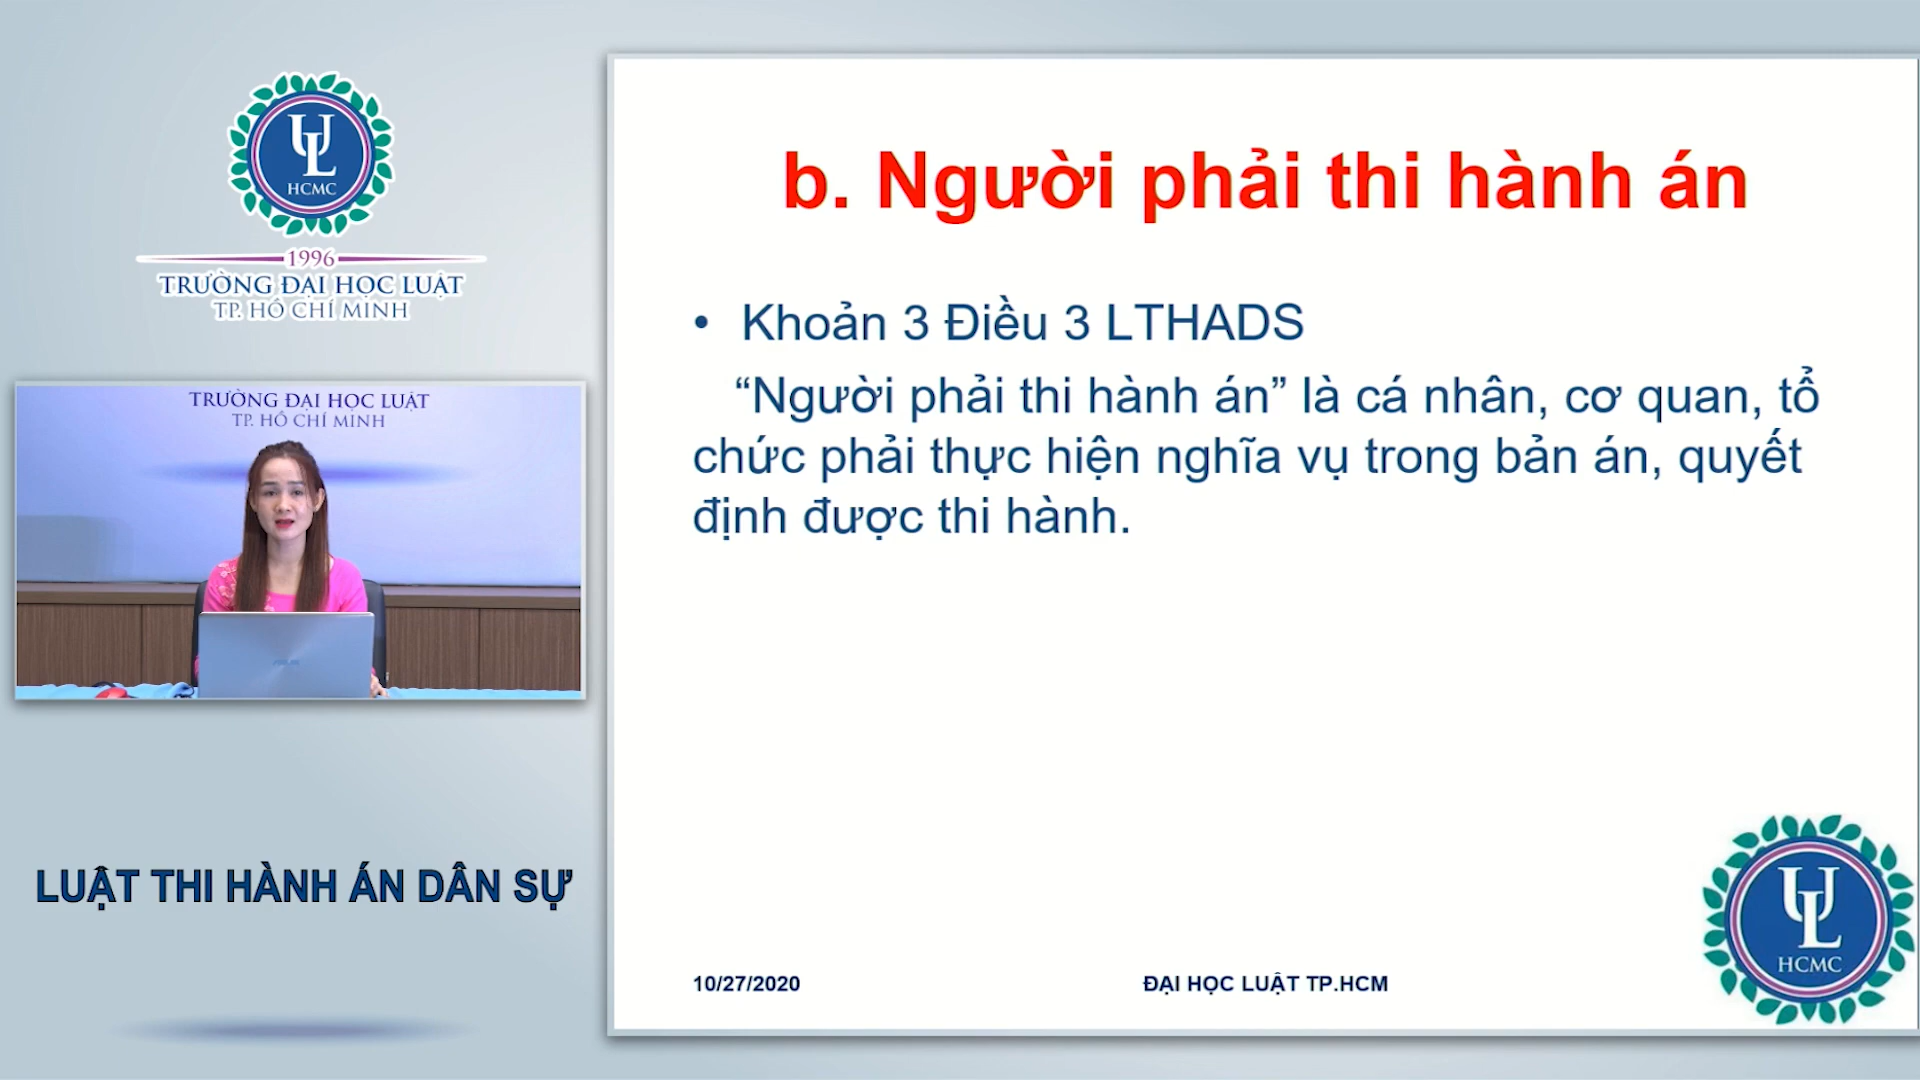 UL
HCMC
1996
TRƯỜNG ĐẠI HỌC LUẬT
TP. HỒ CHÍ MINH
TRƯỜNG ĐẠI HỌC LUẬT
TP. HỒ CHÍ MINH
LUẬT THI HÀNH ÁN DÂN SỰ
b. Người phải thi hành án
• Khoản 3 Điều 3 LTHADS
“Người phải thi hành án” là cá nhân, cơ quan, tổ
chức phải thực hiện nghĩa vụ trong bản án, quyết
định được thi hành.
10/27/2020
ĐẠI HỌC LUẬT TP.HCM
UL
HCMC